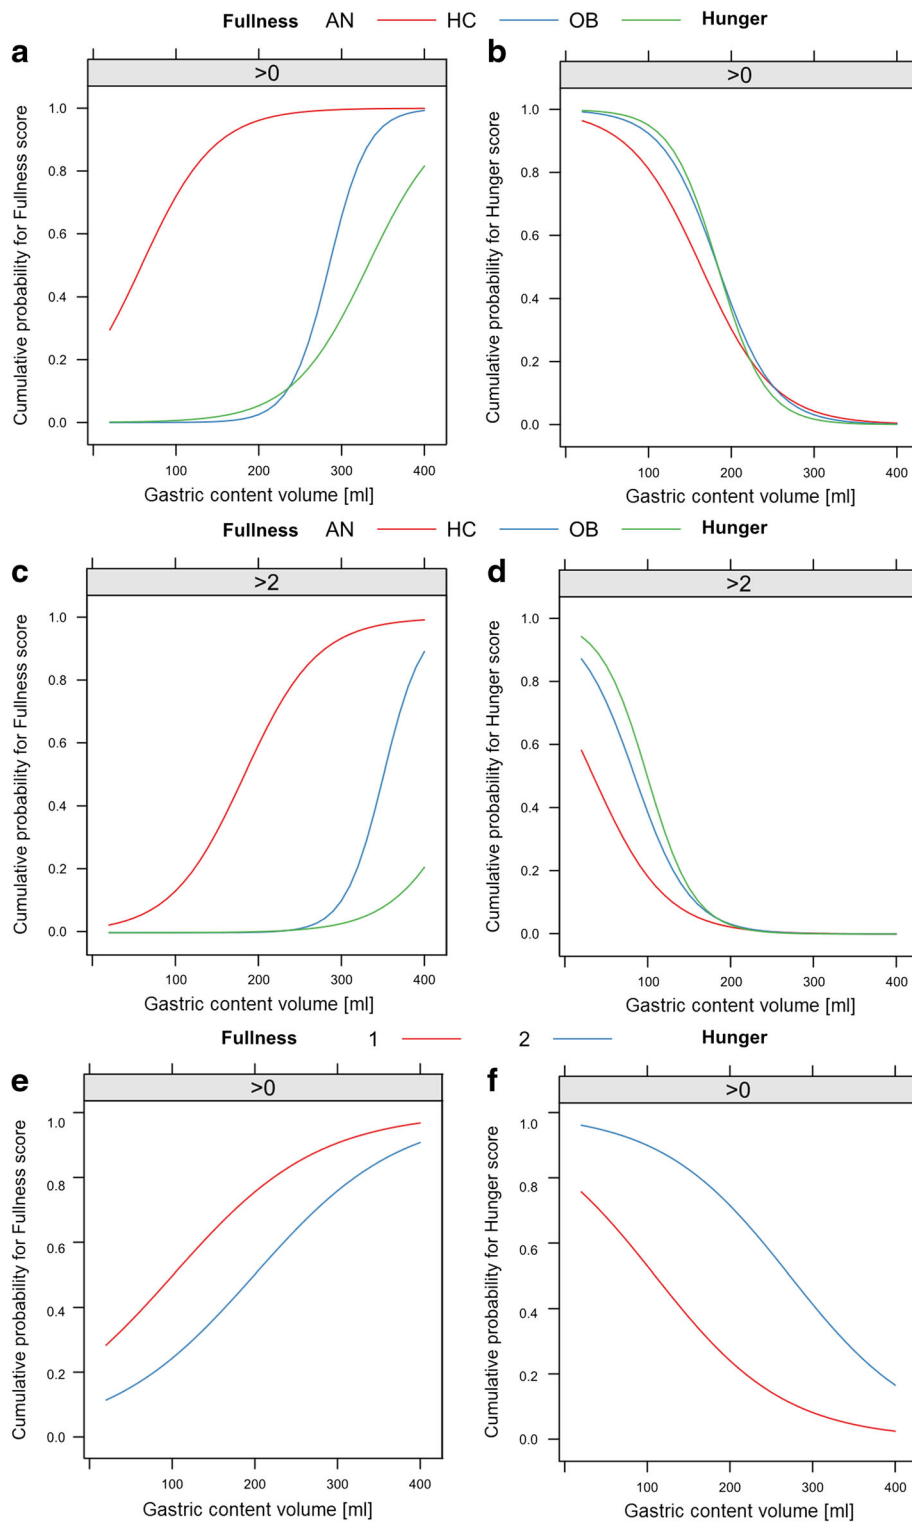 Fullness AN HC OB Hunger
a
>0
1.0
0.8
0.6
0.4
0.2
0.0
Cumulative probability for Fullness score
100 200 300 400
Gastric content volume [ml]
b
>0
1.0
0.8
0.6
0.4
0.2
0.0
Cumulative probability for Hunger score
100 200 300 400
Gastric content volume [ml]
Fullness AN HC OB Hunger
c
>2
1.0
0.8
0.6
0.4
0.2
0.0
Cumulative probability for Fullness score
100 200 300 400
Gastric content volume [ml]
d
>2
1.0
0.8
0.6
0.4
0.2
0.0
Cumulative probability for Hunger score
100 200 300 400
Gastric content volume [ml]
Fullness 1 2 Hunger
e
>0
1.0
0.8
0.6
0.4
0.2
0.0
Cumulative probability for Fullness score
100 200 300 400
Gastric content volume [ml]
f
>0
1.0
0.8
0.6
0.4
0.2
0.0
Cumulative probability for Hunger score
100 200 300 400
Gastric content volume [ml]